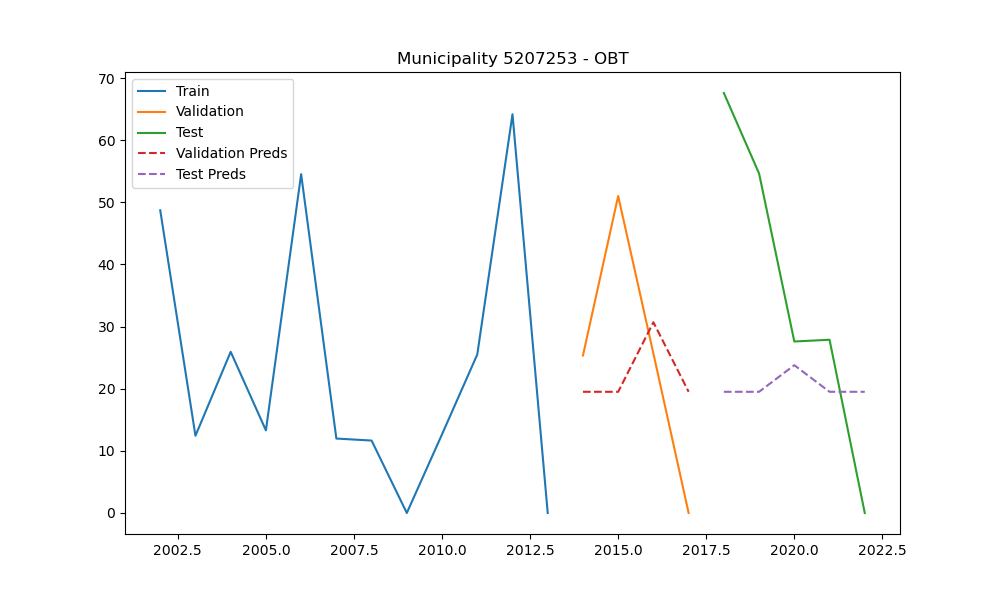 Municipality 5207253 - OBT
Train
Validation
Test
Validation Preds
Test Preds
70
60
50
40
30
20
10
0
2002.5 2005.0 2007.5 2010.0 2012.5 2015.0 2017.5 2020.0 2022.5